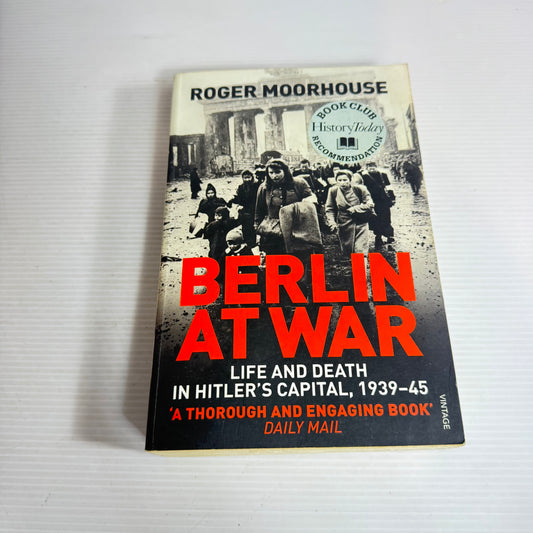 ROGER MOORHOUSE
BOOK CLUB
History Today
RECOMMENDATION
BERLIN
AT WAR
LIFE AND DEATH
IN HITLER'S CAPITAL, 1939–45
'A THOROUGH AND ENGAGING BOOK'
DAILY MAIL
VINTAGE